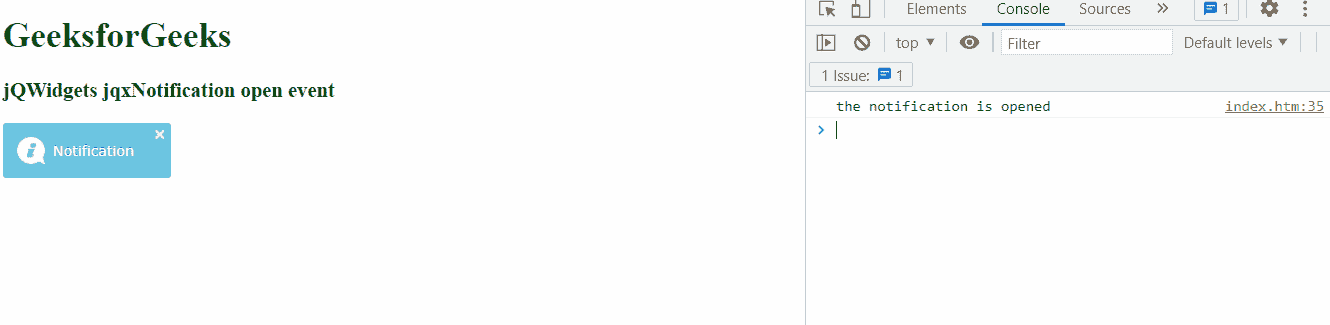 GeeksforGeeks
jQWidgets jqxNotification open event
Notification
Elements Console Sources 1
top Filter Default levels
1 Issue: 1
the notification is opened index.htm:35